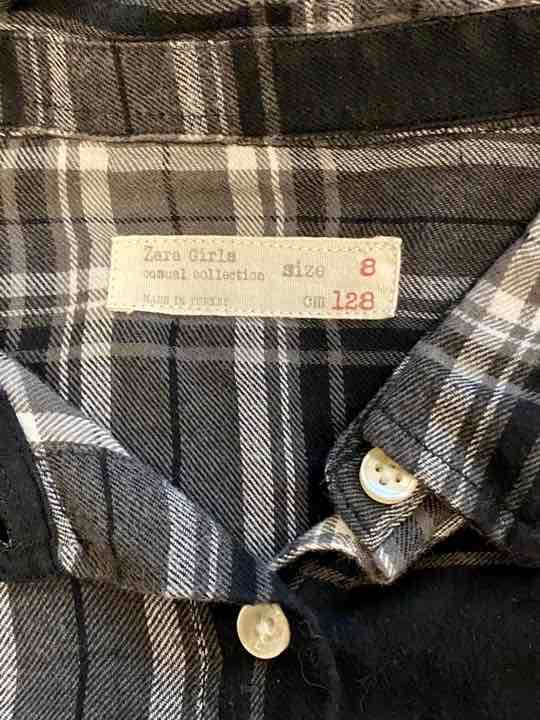 Zara Girls
casual collection
MADE IN TURKEY
size 8
cm 128